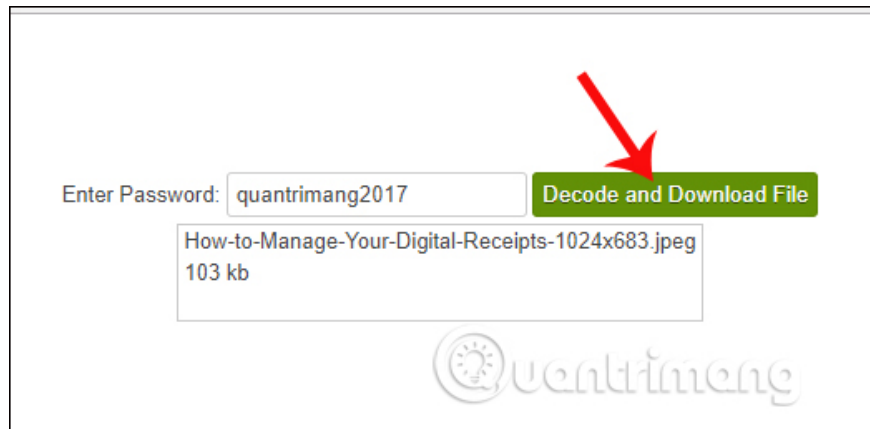 Enter Password: quantrimang2017 Decode and Download File
How-to-Manage-Your-Digital-Receipts-1024x683.jpeg
103 kb
Quantrimang